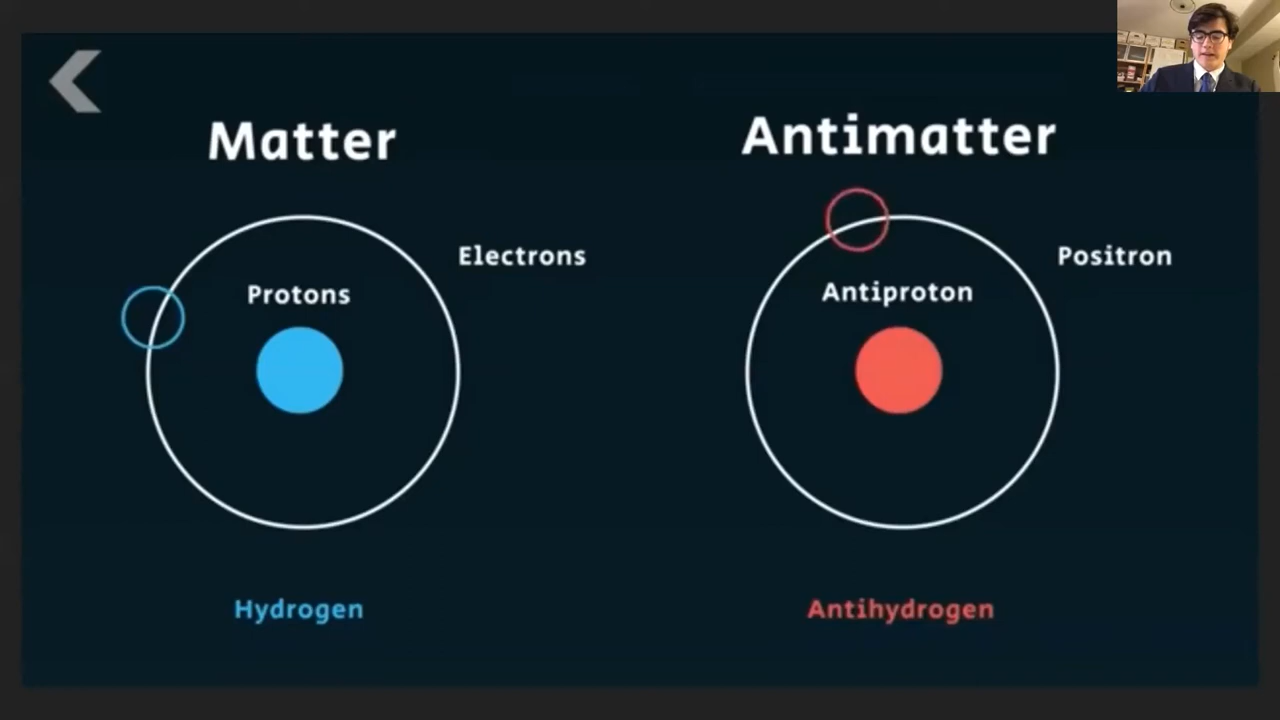 Matter
Antimatter
Electrons
Protons
Positron
Antiproton
Hydrogen
Antihydrogen